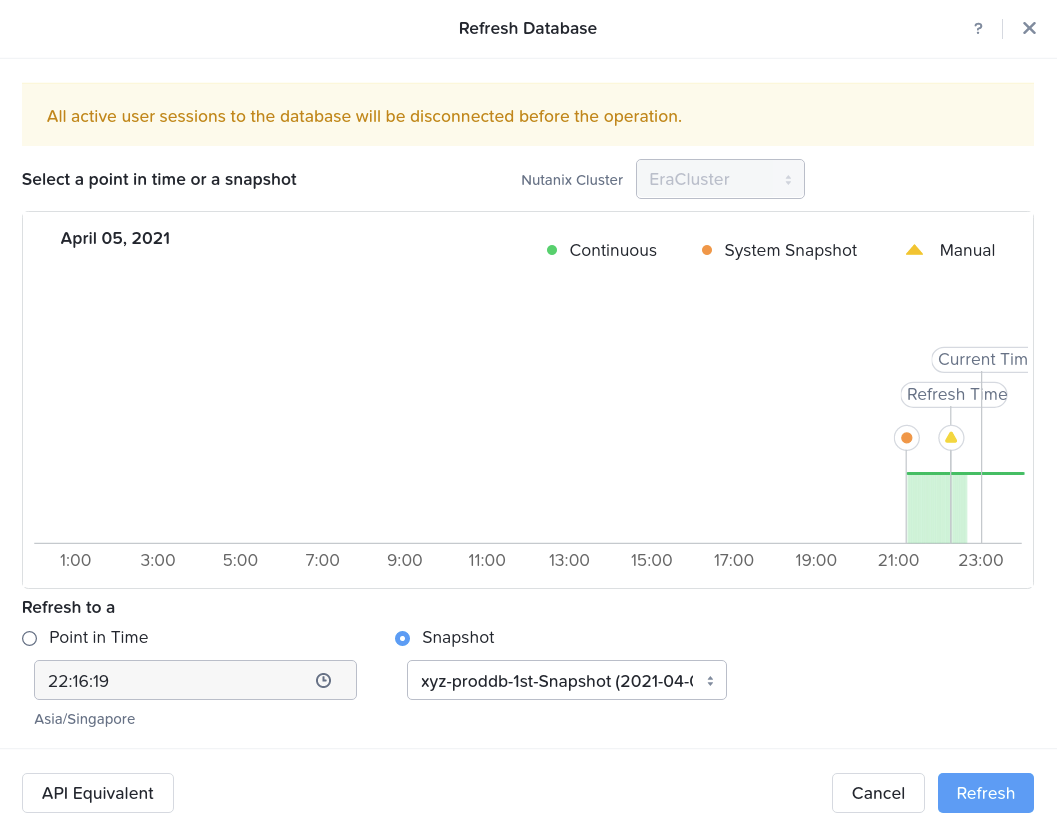 Refresh Database
?
All active user sessions to the database will be disconnected before the operation.
Select a point in time or a snapshot
Nutanix Cluster
EraCluster
April 05, 2021
Continuous
System Snapshot
Manual
Current Tim
Refresh Time
1:00 3:00 5:00 7:00 9:00 11:00 13:00 15:00 17:00 19:00 21:00 23:00
Refresh to a
Point in Time
Snapshot
22:16:19
xyz-proddb-1st-Snapshot (2021-04-
Asia/Singapore
API Equivalent
Cancel
Refresh